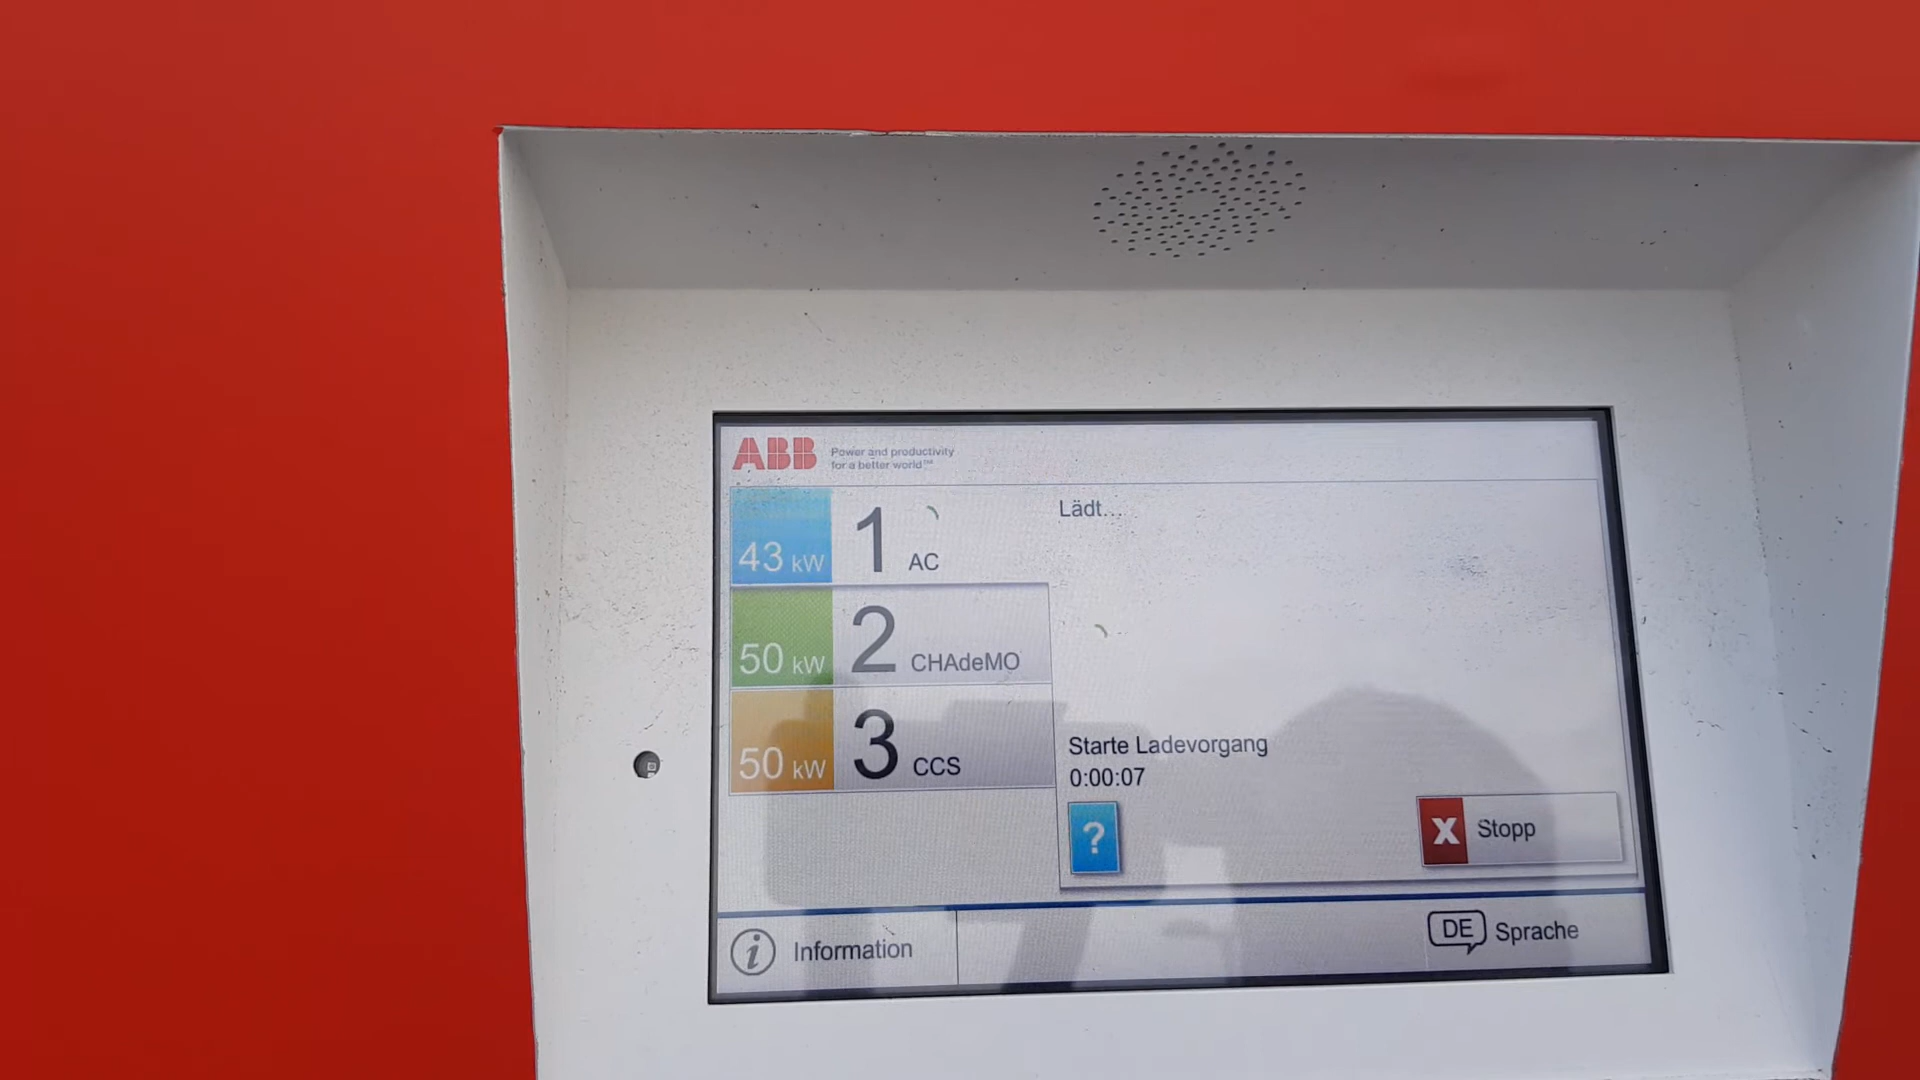 ABB
Power and productivity
for a better world™
43 kW
1 AC
50 kW
2 CHAdeMO
50 kW
3 CCS
Lädt...
Starte Ladevorgang
0:00:07
?
X Stopp
i Information
DE Sprache